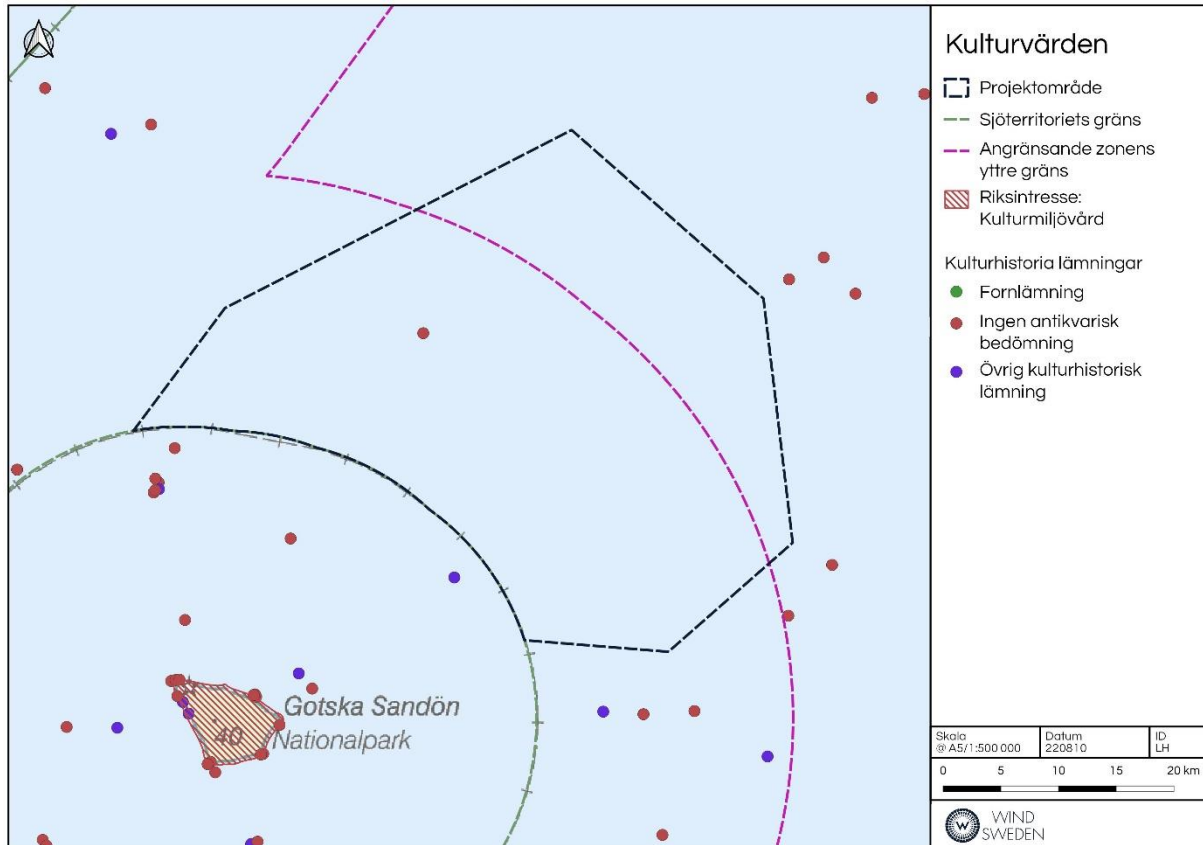 Gotska Sandön
Nationalpark
40
Kulturvärden
Projektområde
Sjöterritoriets gräns
Angränsande zonens
yttre gräns
Riksintresse:
Kulturmiljövård
Kulturhistoria lämningar
Fornlämning
Ingen antikvarisk
bedömning
Övrig kulturhistorisk
lämning
Skala Datum ID
@ A5/1:500 000 220810 LH
0 5 10 15 20 km
W WIND
SWEDEN